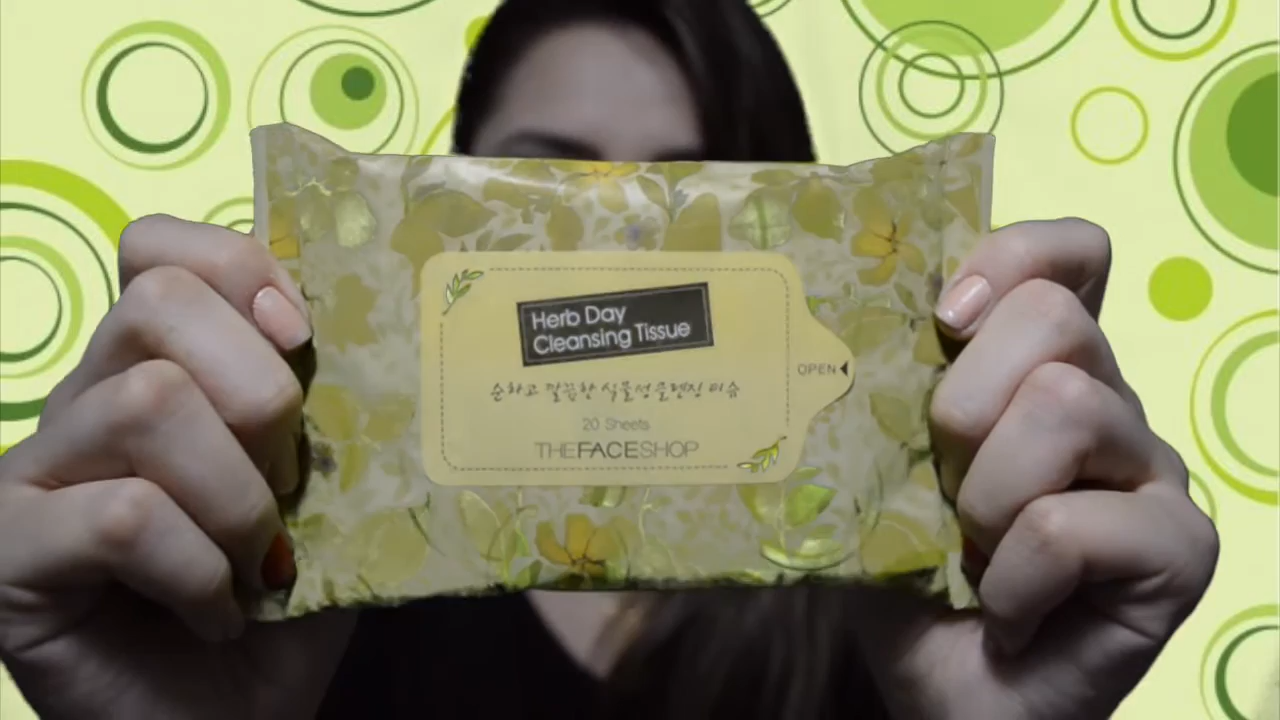 Herb Day
Cleansing Tissue
OPEN
순하고 깔끔한 식물성 클렌징 티슈
20 Sheets
THEFACESHOP